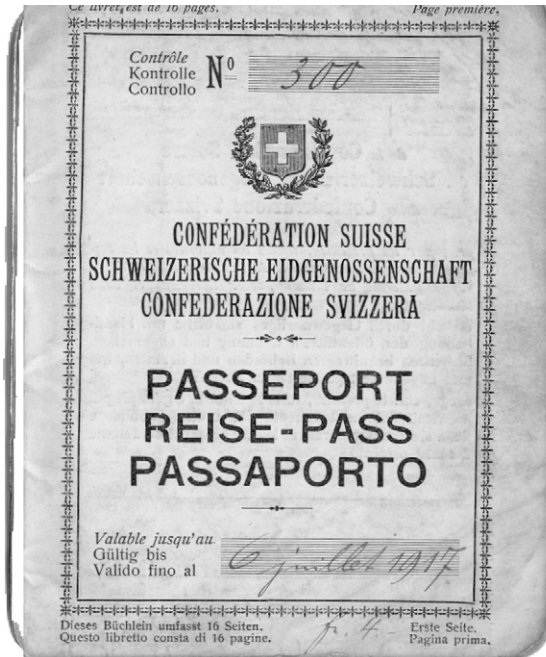 Ce livret est de 16 pages. Page première.
Contrôle
Kontrolle Nº 300
Controllo
CONFÉDÉRATION SUISSE
SCHWEIZERISCHE EIDGENOSSENSCHAFT
CONFEDERAZIONE SVIZZERA
PASSEPORT
REISE-PASS
PASSAPORTO
Valable jusqu'au
Gültig bis 6 juillet 1917
Valido fino al
Dieses Büchlein umfasst 16 Seiten. fr. 4.- Erste Seite.
Questo libretto consta di 16 pagine. Pagina prima.